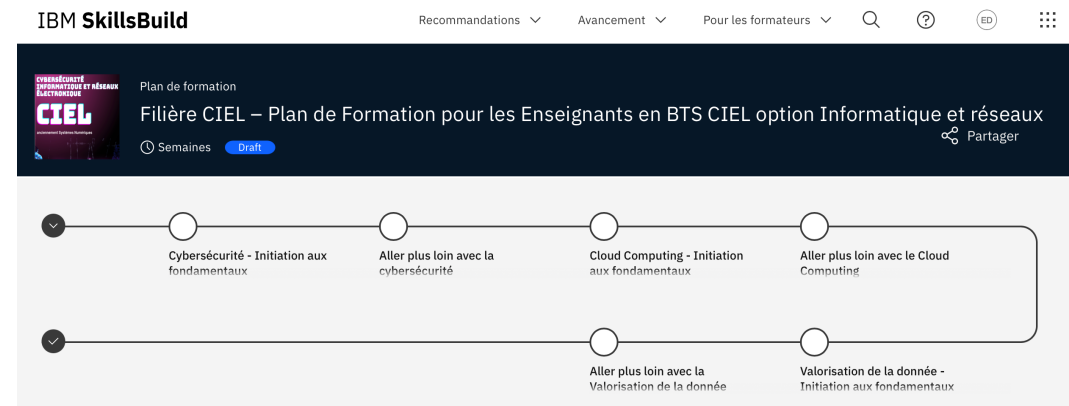 IBM SkillsBuild
Recommandations
Avancement
Pour les formateurs
?
ED
CYBERSÉCURITÉ
INFORMATIQUE ET RÉSEAUX
ÉLECTRONIQUE
CIEL
anciennement Systèmes Numériques
Plan de formation
Filière CIEL – Plan de Formation pour les Enseignants en BTS CIEL option Informatique et réseaux
Semaines
Draft
Partager
Cybersécurité - Initiation aux
fondamentaux
Aller plus loin avec la
cybersécurité
Cloud Computing - Initiation
aux fondamentaux
Aller plus loin avec le Cloud
Computing
Aller plus loin avec la
Valorisation de la donnée
Valorisation de la donnée -
Initiation aux fondamentaux